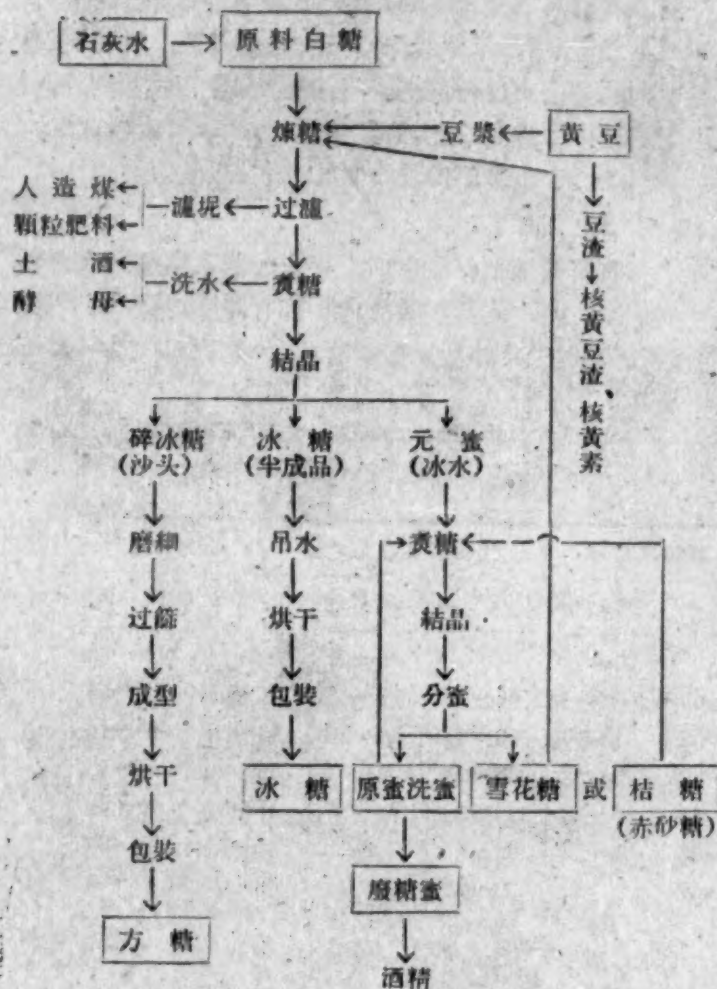 石灰水 → 原料白糖
煉糖 ← 豆漿 ← 黃豆
人造煤
顆粒肥料 ← 濾坭 ← 过濾
土酒
酵母 ← 洗水 ← 煑糖
豆渣 → 核黃豆渣 核黃素
結晶
碎冰糖 冰糖 元蜜
(沙头) (半成品) (冰水)
磨細 吊水 煑糖
过篩 烘干 結晶
成型 包裝 分蜜
烘干 冰糖 原蜜洗蜜 雪花糖 或 桔糖
(赤砂糖)
包裝 廢糖蜜
方糖
酒精